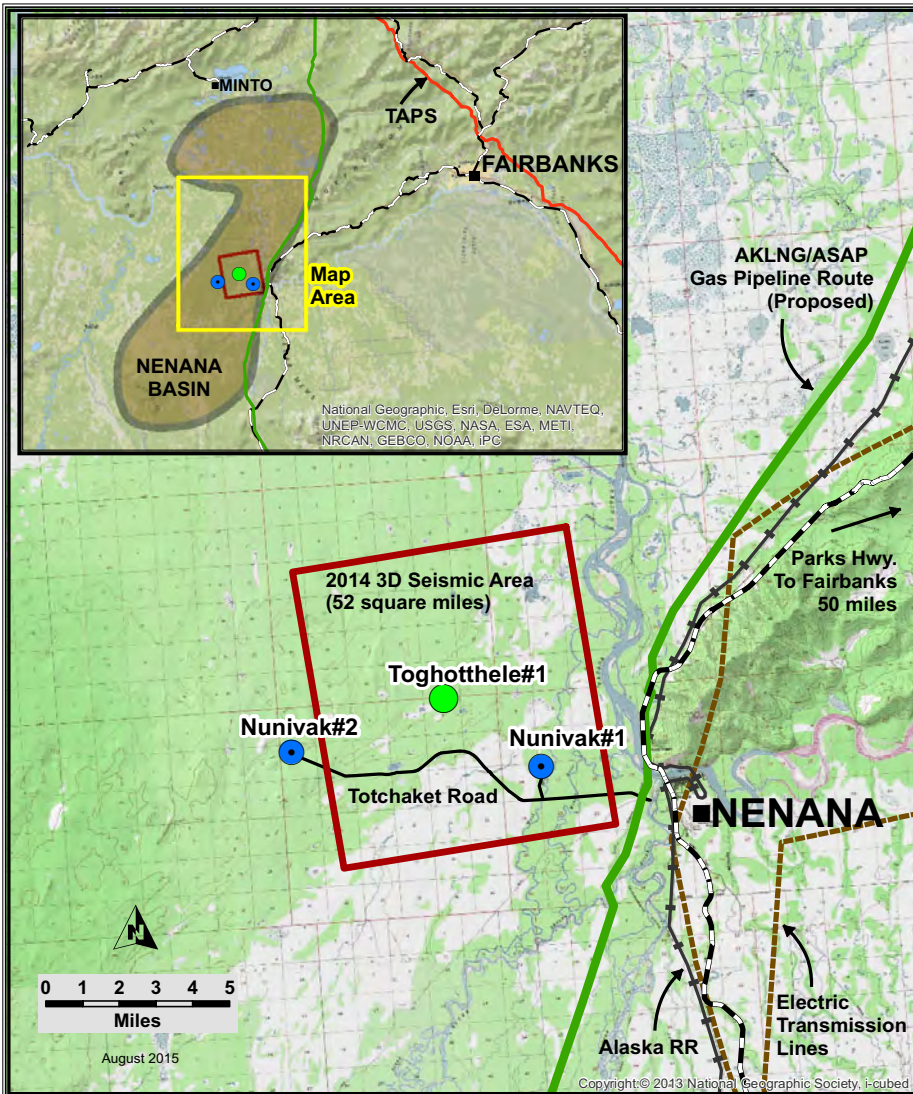 MINTO
TAPS
FAIRBANKS
Map
Area
NENANA
BASIN
National Geographic, Esri, DeLorme, NAVTEQ,
UNEP-WCMC, USGS, NASA, ESA, METI,
NRCAN, GEBCO, NOAA, iPC
AKLNG/ASAP
Gas Pipeline Route
(Proposed)
Parks Hwy.
To Fairbanks
50 miles
2014 3D Seismic Area
(52 square miles)
Toghotthele#1
Nunivak#2
Nunivak#1
Totchaket Road
NENANA
N
0 1 2 3 4 5
Miles
August 2015
Alaska RR
Electric
Transmission
Lines
Copyright:© 2013 National Geographic Society, i-cubed